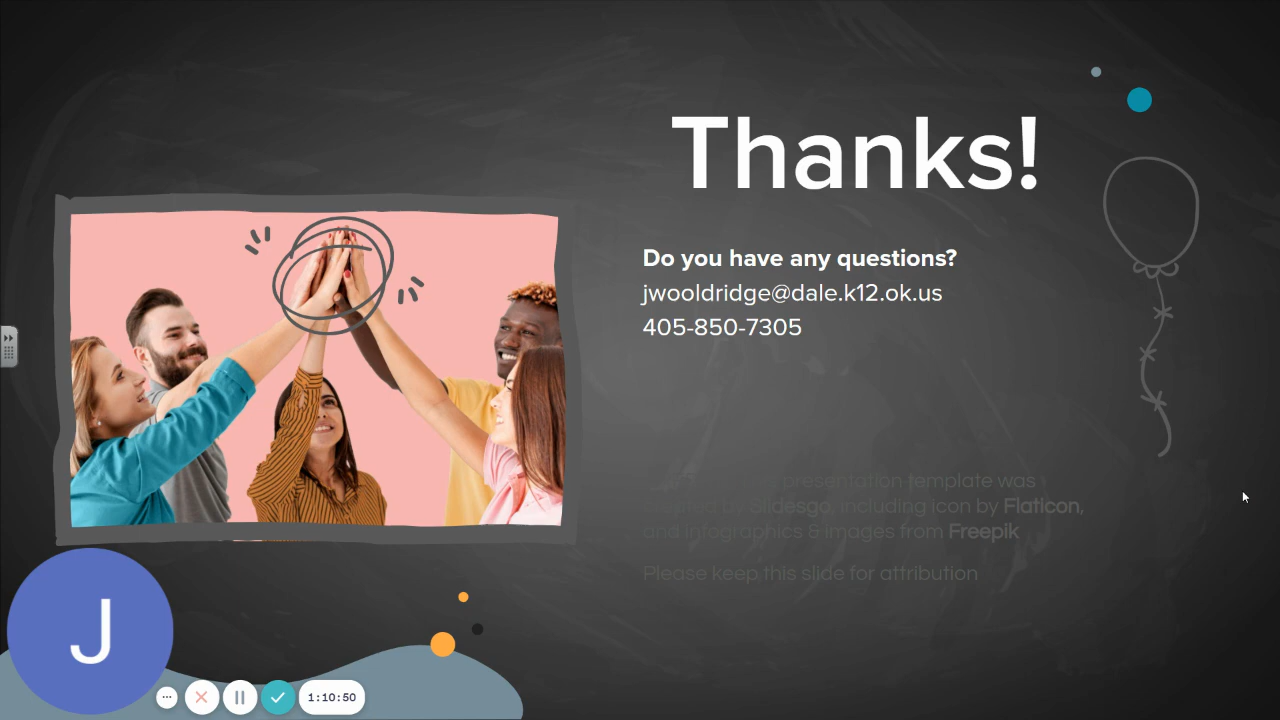 Thanks!
Do you have any questions?
jwooldridge@dale.k12.ok.us
405-850-7305
presentation template was
Slidesgo, including icon by Flaticon,
and infographics & images from Freepik
Please keep this slide for attribution
J
1:10:50